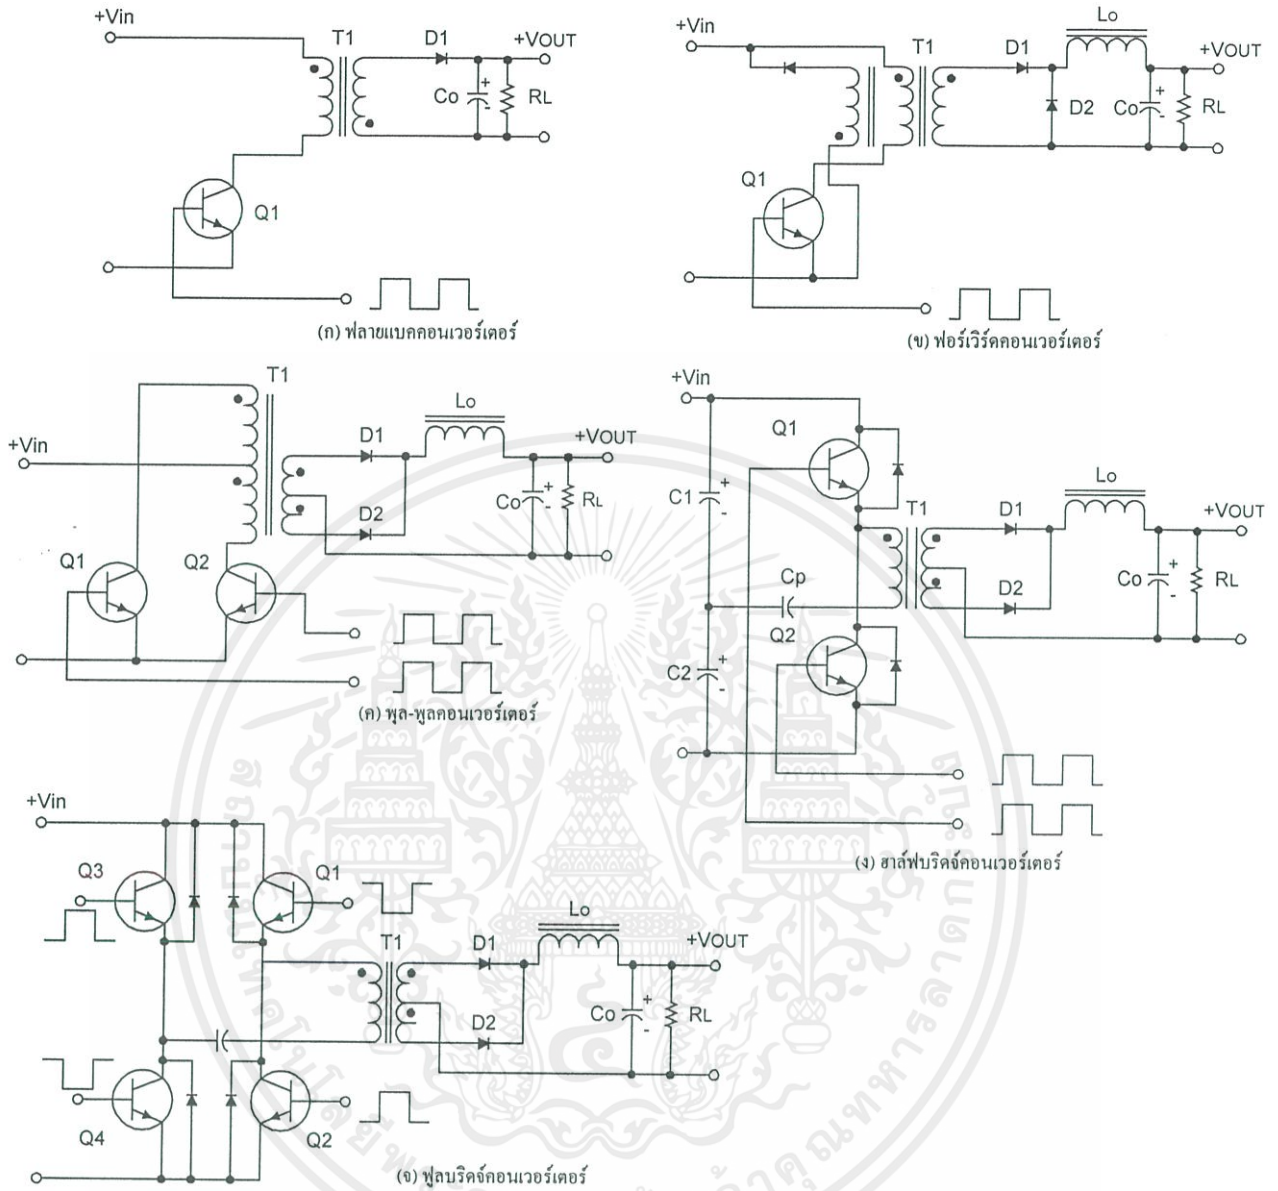 +Vin
T1
D1
+VOUT
Co
+
-
RL
Q1
(ก) ฟลายแบคคอนเวอร์เตอร์
+Vin
T1
D1
Lo
+VOUT
D2
Co
+
-
RL
Q1
(ข) ฟอร์เวิร์คคอนเวอร์เตอร์
T1
+Vin
D1
Lo
+VOUT
Co
+
-
RL
D2
Q1
Q2
(ค) พุล-พูลคอนเวอร์เตอร์
+Vin
Q1
C1
+
-
T1
D1
Lo
+VOUT
Cp
D2
Co
+
-
RL
Q2
C2
+
-
(ง) ฮาล์ฟบริดจ์คอนเวอร์เตอร์
+Vin
Q3
Q1
T1
D1
Lo
+VOUT
Co
+
-
RL
D2
Q4
Q2
(จ) ฟูลบริดจ์คอนเวอร์เตอร์